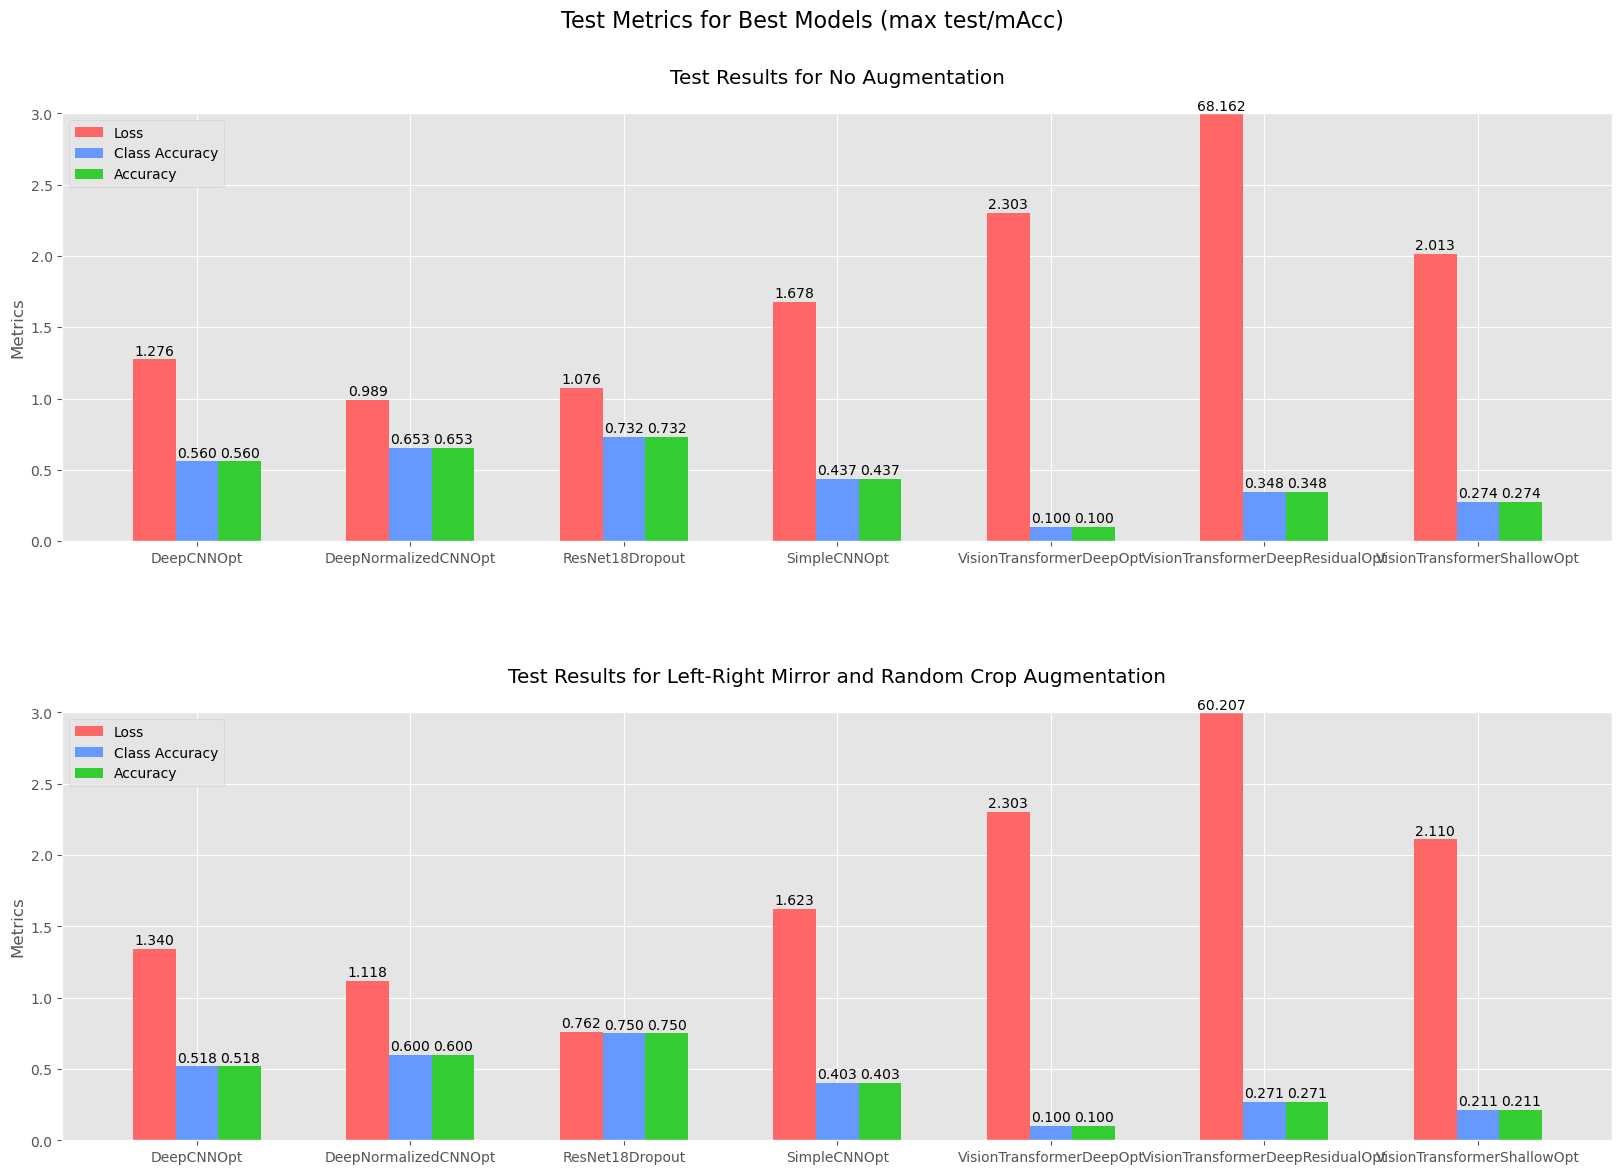 Test Metrics for Best Models (max test/mAcc)
Test Results for No Augmentation
68.162
3.0
Loss
Class Accuracy
Accuracy
2.5
2.303
2.013
2.0
1.678
1.5
1.276
1.076
0.989
1.0
Metrics
0.732 0.732
0.653 0.653
0.560 0.560
0.5
0.437 0.437
0.348 0.348
0.274 0.274
0.100 0.100
0.0
DeepCNNOpt
DeepNormalizedCNNOpt
ResNet18Dropout
SimpleCNNOpt
VisionTransformerDeepOpt
VisionTransformerDeepResidualOpt
VisionTransformerShallowOpt
Test Results for Left-Right Mirror and Random Crop Augmentation
60.207
3.0
Loss
Class Accuracy
Accuracy
2.5
2.303
2.110
2.0
1.623
1.5
1.340
1.118
1.0
Metrics
0.762 0.750 0.750
0.600 0.600
0.518 0.518
0.5
0.403 0.403
0.271 0.271
0.211 0.211
0.100 0.100
0.0
DeepCNNOpt
DeepNormalizedCNNOpt
ResNet18Dropout
SimpleCNNOpt
VisionTransformerDeepOpt
VisionTransformerDeepResidualOpt
VisionTransformerShallowOpt